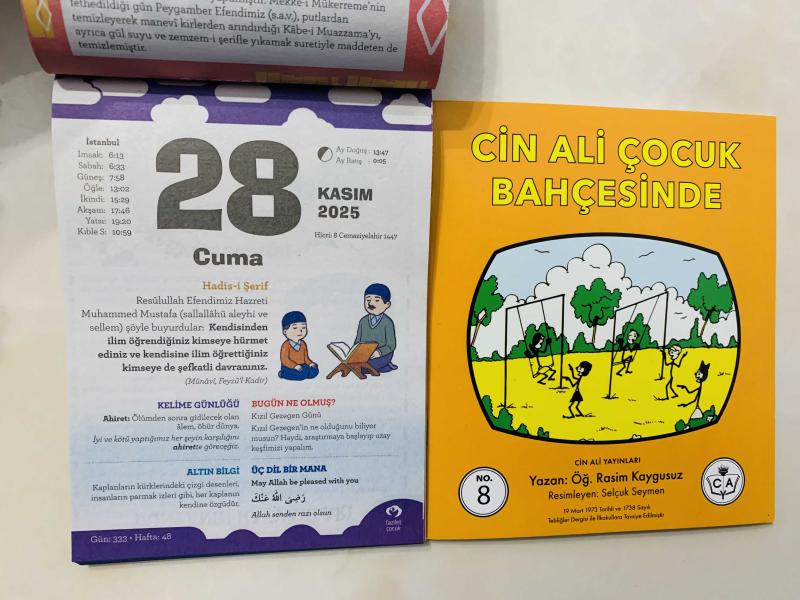 yapılmıştır. Mekke-i Mükerreme'nin
fethedildiği gün Peygamber Efendimiz (s.a.v.), putlardan
temizleyerek manevî kirlerden arındırdığı Kâbe-i Muazzama'yı,
ayrıca gül suyu ve zemzem-i şerîfle yıkamak suretiyle maddeten de
temizlemiştir.
İstanbul
İmsak: 6:13
Sabah: 6:33
Güneş: 7:58
Öğle: 13:02
İkindi: 15:29
Akşam: 17:46
Yatsı: 19:20
Kıble S: 10:59
28
Ay Doğuş : 13:47
Ay Batış : 0:05
KASIM
2025
Hicri: 8 Cemaziyelahir 1447
Cuma
Hadis-i Şerif
Resûlullah Efendimiz Hazreti
Muhammed Mustafa (sallallâhü aleyhi ve
sellem) şöyle buyurdular: Kendisinden
ilim öğrendiğiniz kimseye hürmet
ediniz ve kendisine ilim öğrettiğiniz
kimseye de şefkatli davranınız.
(Münâvî, Feyzü'l-Kadîr)
KELİME GÜNLÜĞÜ
Ahiret: Ölümden sonra gidilecek olan
âlem, öbür dünya.
İyi ve kötü yaptığımız her şeyin karşılığını
ahirette göreceğiz.
BUGÜN NE OLMUŞ?
Kızıl Gezegen Günü
Kızıl Gezegen'in ne olduğunu biliyor
musun? Haydi, araştırmaya başlayıp uzay
keşfimizi yapalım.
ALTIN BİLGİ
Kaplanların kürklerindeki çizgi desenleri,
insanların parmak izleri gibi, her kaplanın
kendine özgüdür.
ÜÇ DİL BİR MANA
May Allah be pleased with you
رَضِيَ اللّٰهُ عَنْكَ
Allah senden razı olsun
fazilet
çocuk
Gün: 333 • Hafta: 48
CİN ALİ ÇOCUK
BAHÇESİNDE
CİN ALİ YAYINLARI
NO.
8
Yazan: Öğ. Rasim Kaygusuz
Resimleyen: Selçuk Seymen
19 Mart 1973 Tarihli ve 1738 Sayılı
Tebliğler Dergisi ile İlkokullara Tavsiye Edilmiştir
C A